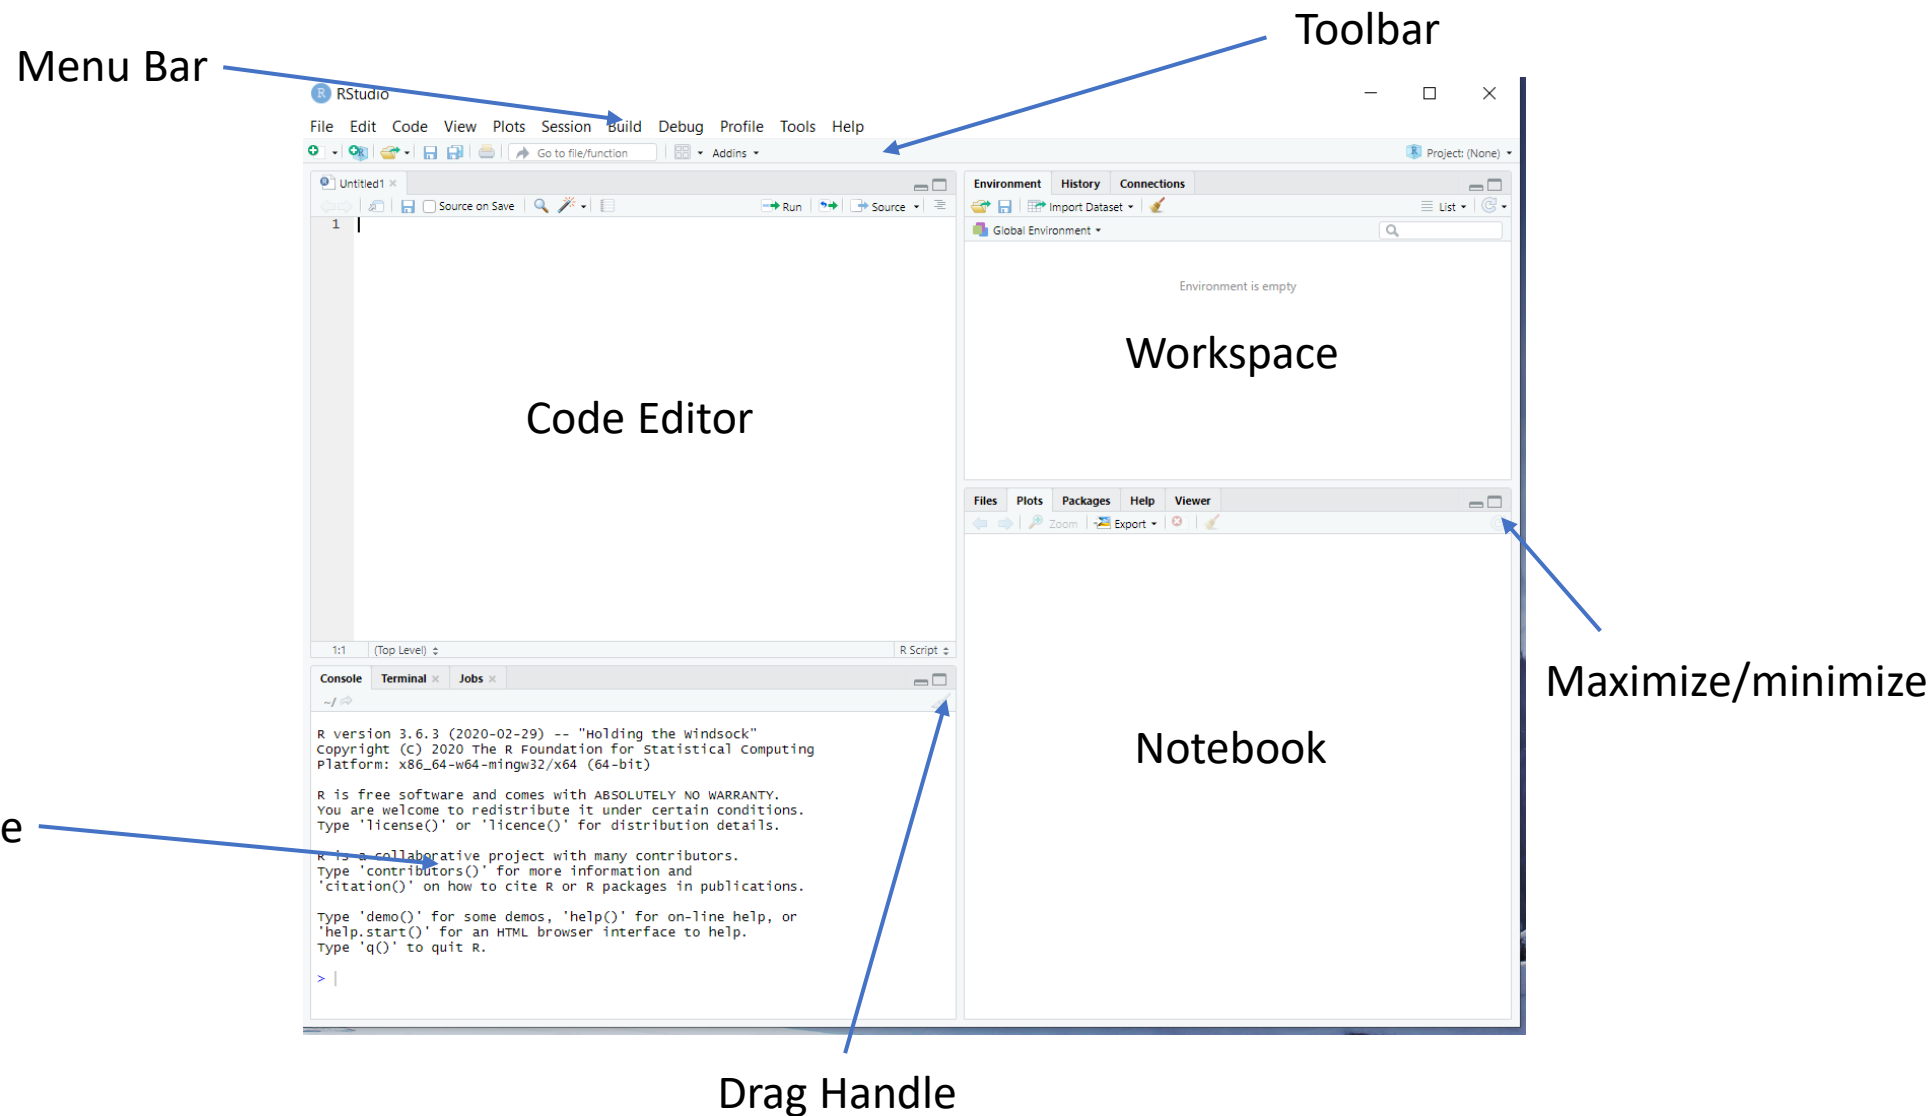 Toolbar
Menu Bar
RStudio
File Edit Code View Plots Session Build Debug Profile Tools Help
Go to file/function Addins Project: (None)
Untitled1
Source on Save Run Source
1
Code Editor
1:1 (Top Level) R Script
Environment History Connections
Import Dataset List
Global Environment
Environment is empty
Workspace
Files Plots Packages Help Viewer
Zoom Export
Notebook
Maximize/minimize
Console Terminal Jobs
~/
R version 3.6.3 (2020-02-29) -- "Holding the Windsock"
Copyright (C) 2020 The R Foundation for Statistical Computing
Platform: x86_64-w64-mingw32/x64 (64-bit)
R is free software and comes with ABSOLUTELY NO WARRANTY.
You are welcome to redistribute it under certain conditions.
Type 'license()' or 'licence()' for distribution details.
R is a collaborative project with many contributors.
Type 'contributors()' for more information and
'citation()' on how to cite R or R packages in publications.
Type 'demo()' for some demos, 'help()' for on-line help, or
'help.start()' for an HTML browser interface to help.
Type 'q()' to quit R.
>
e
Drag Handle